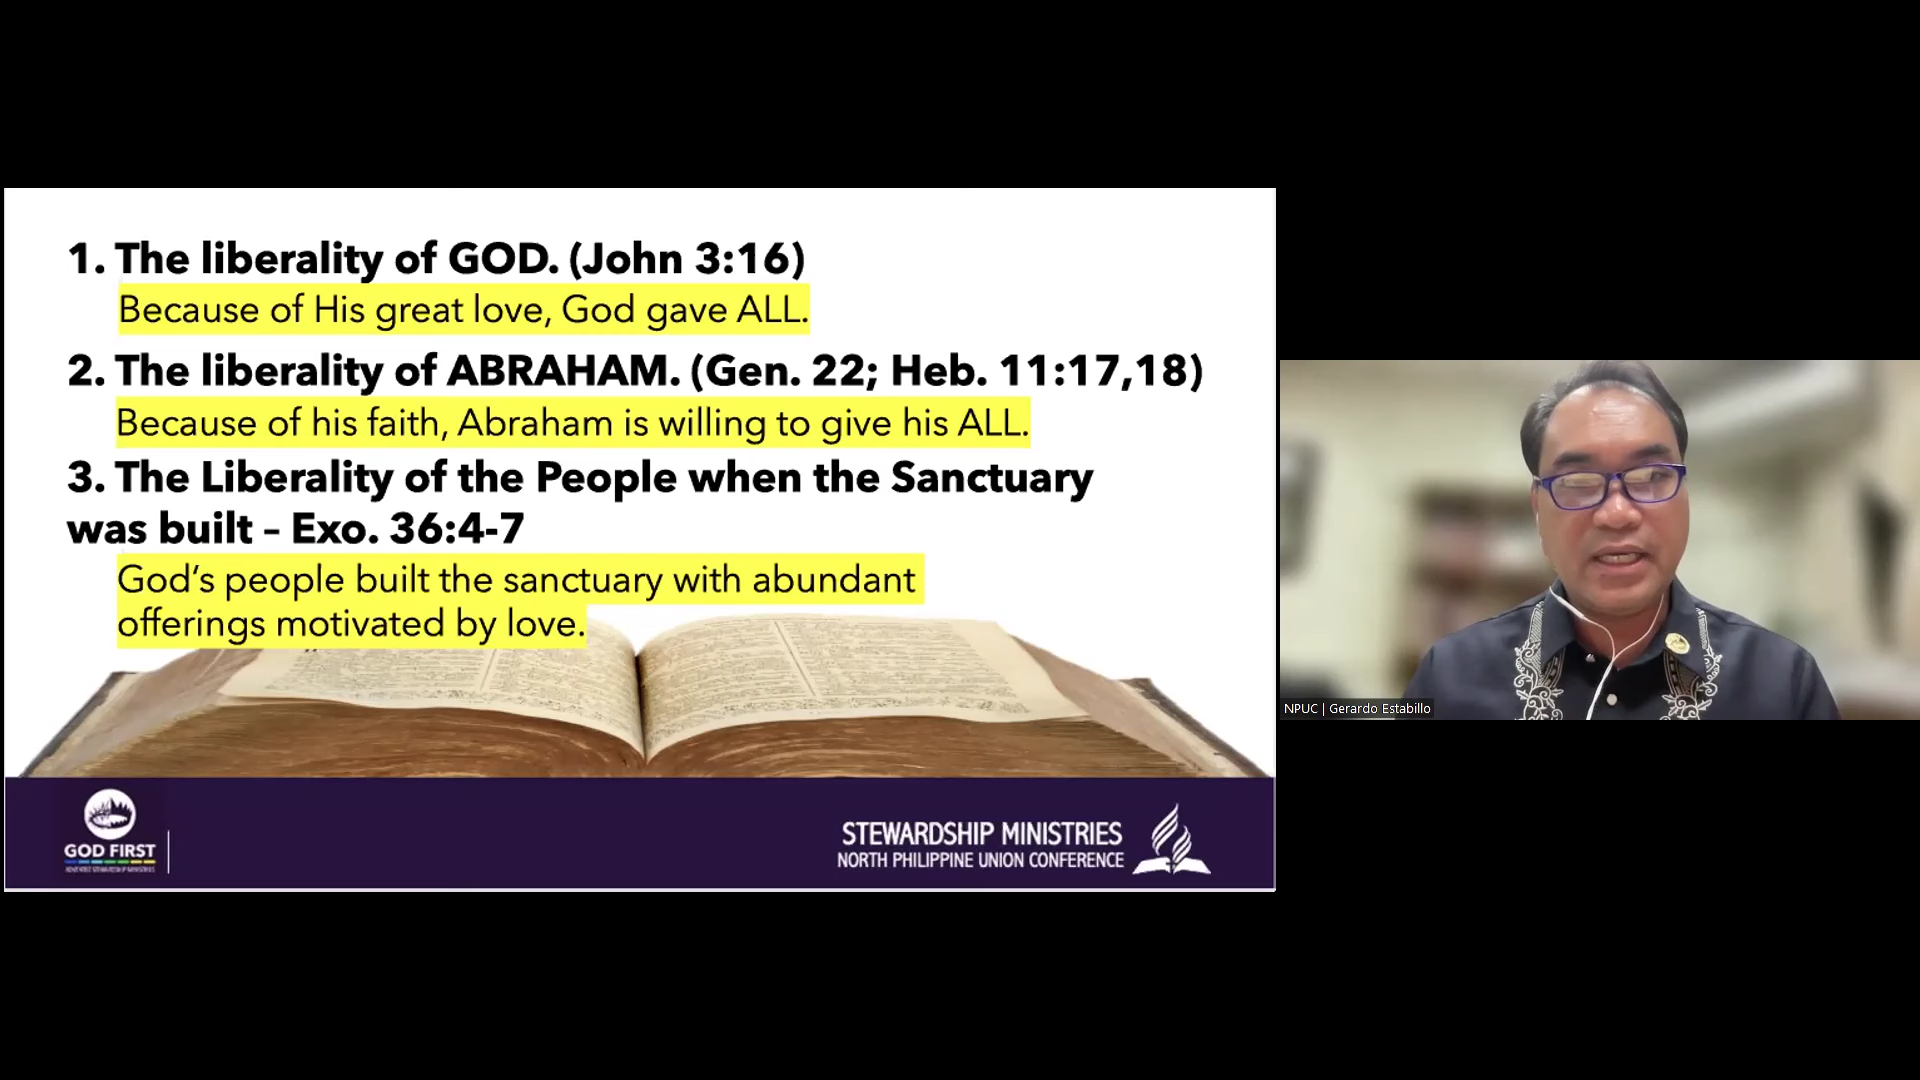 1. The liberality of GOD. (John 3:16)
Because of His great love, God gave ALL.
2. The liberality of ABRAHAM. (Gen. 22; Heb. 11:17,18)
Because of his faith, Abraham is willing to give his ALL.
3. The Liberality of the People when the Sanctuary
was built – Exo. 36:4-7
God‘s people built the sanctuary with abundant
offerings motivated by love.
GOD FIRST
ADVENTIST STEWARDSHIP MINISTRIES
STEWARDSHIP MINISTRIES
NORTH PHILIPPINE UNION CONFERENCE
NPUC | Gerardo Estabillo